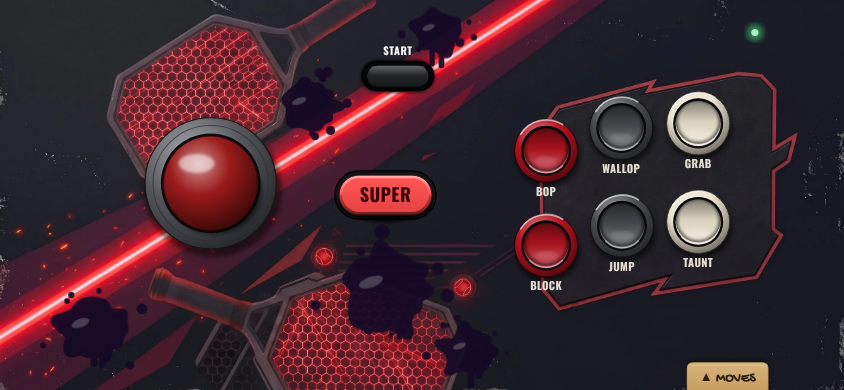 START
SUPER
BOP
WALLOP
GRAB
BLOCK
JUMP
TAUNT
▲ MOVES